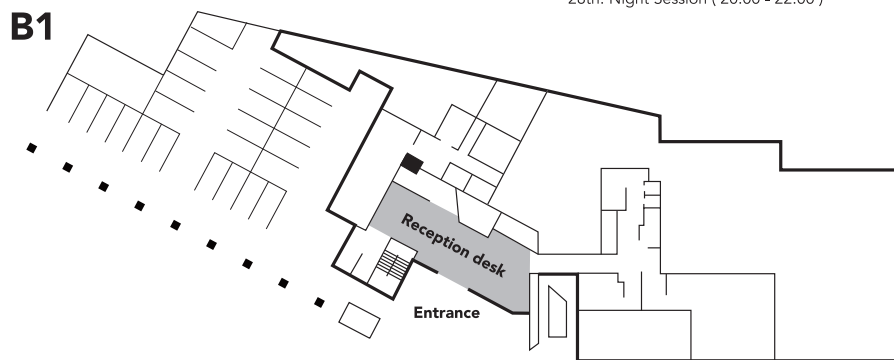 20th: Night Session ( 20:00 - 22:00 )
B1
Reception desk
Entrance